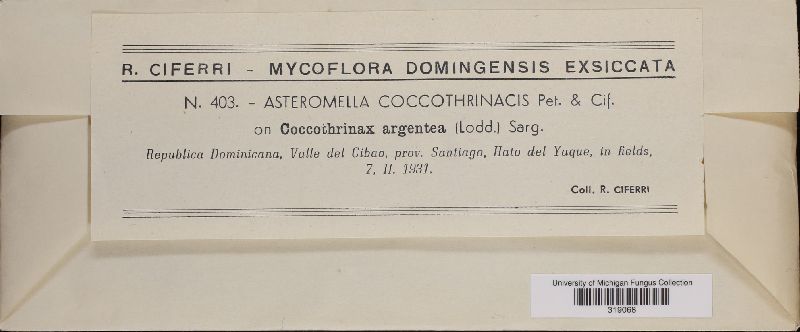 R. CIFERRI - MYCOFLORA DOMINGENSIS EXSICCATA
N. 403. - ASTEROMELLA COCCOTHRINACIS Pet. & Cif.
on Coccothrinax argentea (Lodd.) Sarg.
Republica Dominicana, Valle del Cibao, prov. Santiago, Hato del Yaque, in fields,
7, II. 1931.
Coll. R. CIFERRI
University of Michigan Fungus Collection
319068